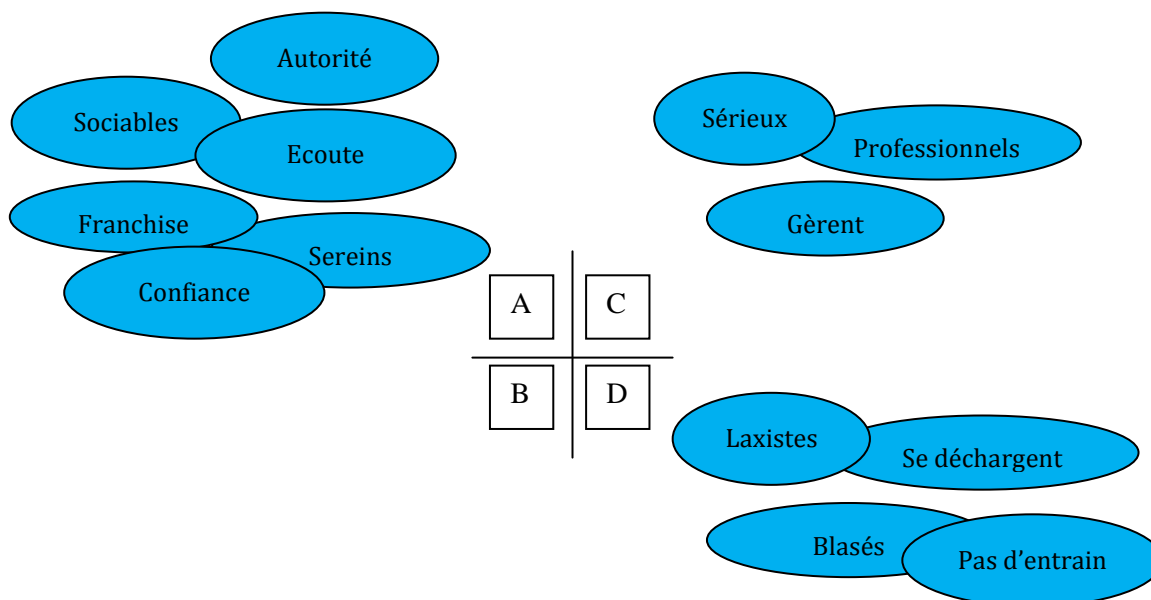 Autorité
Sociables
Ecoute
Franchise
Sereins
Confiance
Sérieux
Professionnels
Gèrent
A
C
B
D
Laxistes
Se déchargent
Blasés
Pas d’entrain